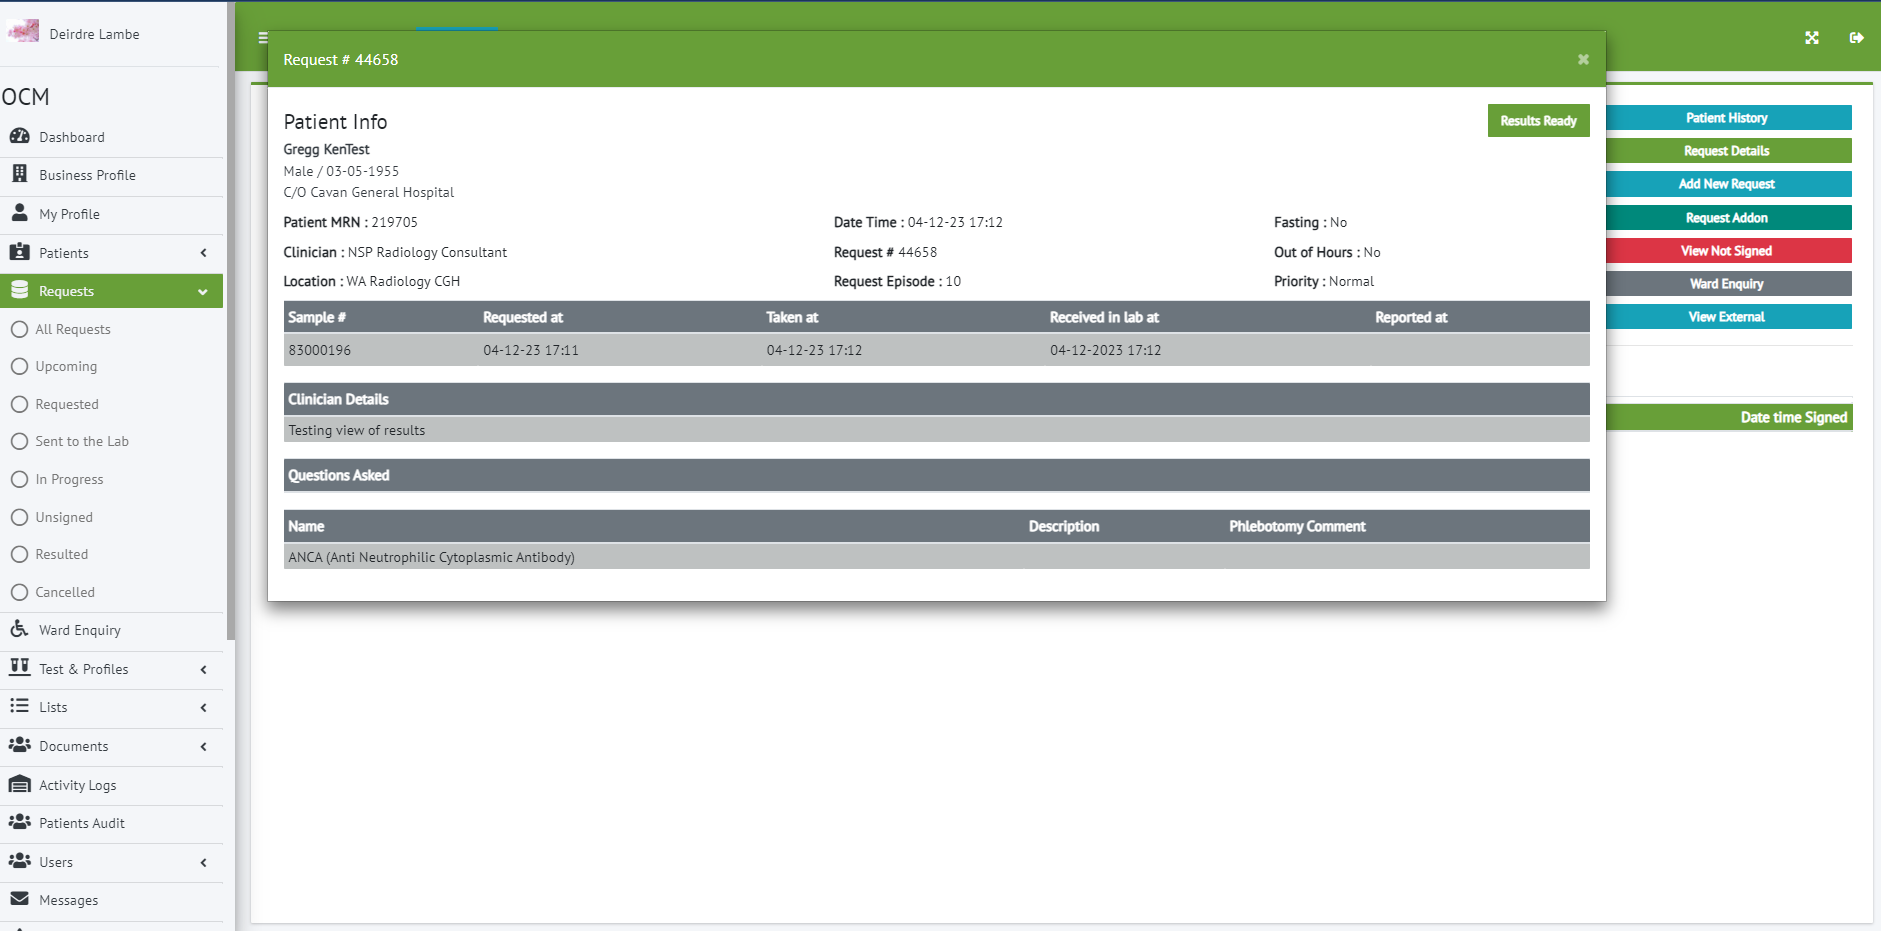 Deirdre Lambe
OCM
Dashboard
Business Profile
My Profile
Patients
Requests
All Requests
Upcoming
Requested
Sent to the Lab
In Progress
Unsigned
Resulted
Cancelled
Ward Enquiry
Test & Profiles
Lists
Documents
Activity Logs
Patients Audit
Users
Messages
Request # 44658
Patient Info
Results Ready
Gregg KenTest
Male / 03-05-1955
C/O Cavan General Hospital
Patient MRN : 219705 Date Time : 04-12-23 17:12 Fasting : No
Clinician : NSP Radiology Consultant Request # 44658 Out of Hours : No
Location : WA Radiology CGH Request Episode : 10 Priority : Normal
Sample # Requested at Taken at Received in lab at Reported at
83000196 04-12-23 17:11 04-12-23 17:12 04-12-2023 17:12
Clinician Details
Testing view of results
Questions Asked
Name Description Phlebotomy Comment
ANCA (Anti Neutrophilic Cytoplasmic Antibody)
Patient History
Request Details
Add New Request
Request Addon
View Not Signed
Ward Enquiry
View External
Date time Signed